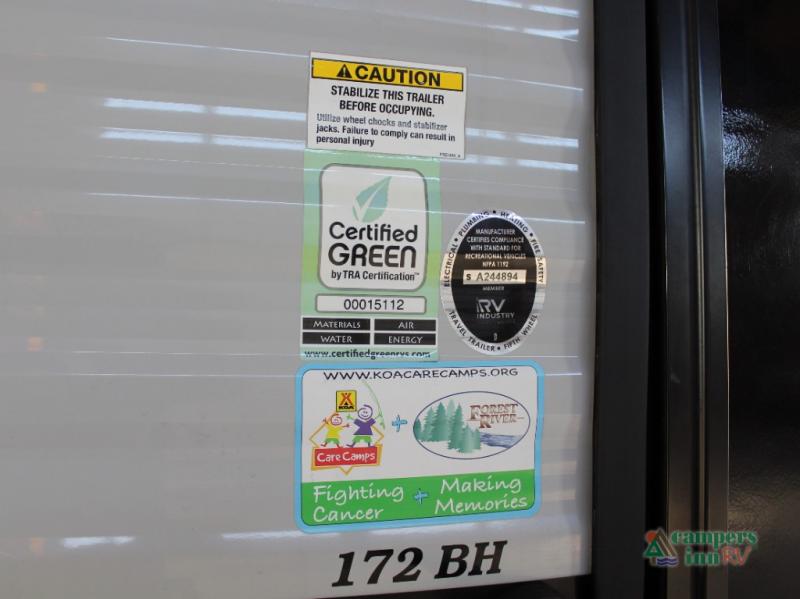 CAUTION
STABILIZE THIS TRAILER
BEFORE OCCUPYING.
Utilize wheel chocks and stabilizer
jacks. Failure to comply can result in
personal injury
Certified
GREEN
by TRA Certification™
00015112
MATERIALS AIR
WATER ENERGY
www.certifiedgreenrvs.com
ELECTRICAL • PLUMBING • HEATING • FIRE SAFETY
MANUFACTURER
CERTIFIES COMPLIANCE
WITH STANDARD FOR
RECREATIONAL VEHICLES
NFPA 1192
S A244894
MEMBER
RV
INDUSTRY
TRAVEL TRAILER • FIFTH WHEEL
WWW.KOACARECAMPS.ORG
KOA
Care Camps
+
FOREST
RIVER
Fighting + Making
Cancer Memories
172 BH
campers
inn RV